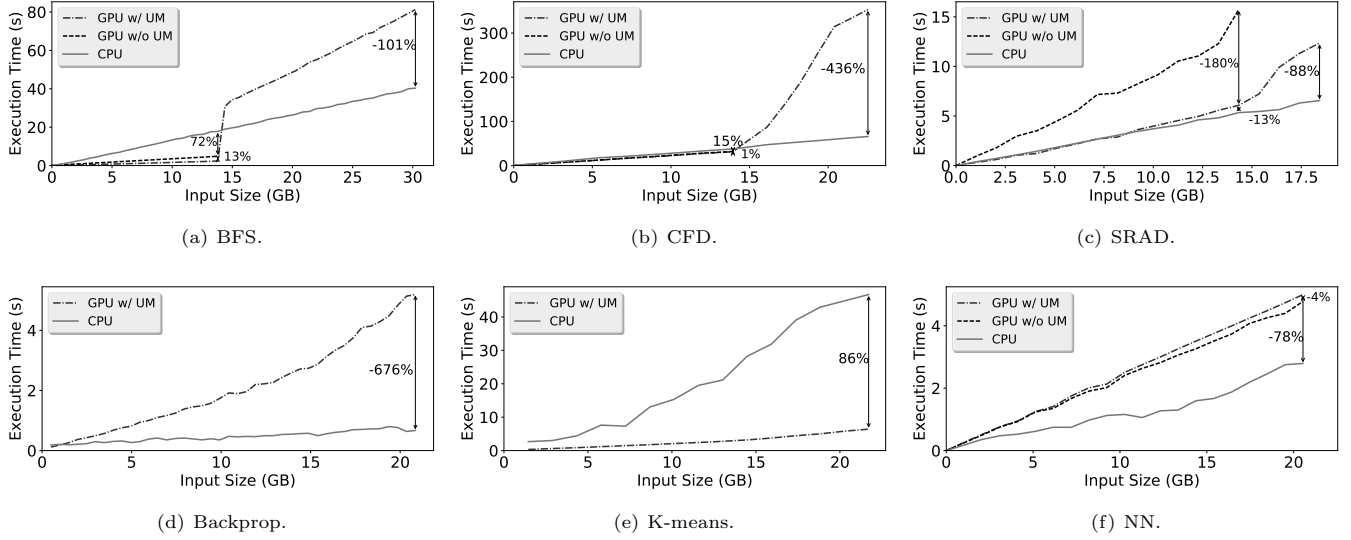 GPU w/ UM
GPU w/o UM
CPU
Execution Time (s)
80
60
40
20
0
-101%
72%
13%
0 5 10 15 20 25 30
Input Size (GB)
(a) BFS.
GPU w/ UM
GPU w/o UM
CPU
Execution Time (s)
300
200
100
0
-436%
15%
1%
0 5 10 15 20
Input Size (GB)
(b) CFD.
GPU w/ UM
GPU w/o UM
CPU
Execution Time (s)
15
10
5
0
-180%
-88%
-13%
0.0 2.5 5.0 7.5 10.0 12.5 15.0 17.5
Input Size (GB)
(c) SRAD.
GPU w/ UM
CPU
Execution Time (s)
4
2
0
-676%
0 5 10 15 20
Input Size (GB)
(d) Backprop.
GPU w/ UM
CPU
Execution Time (s)
40
30
20
10
0
86%
0 5 10 15 20
Input Size (GB)
(e) K-means.
GPU w/ UM
GPU w/o UM
CPU
Execution Time (s)
4
2
0
-4%
-78%
0 5 10 15 20
Input Size (GB)
(f) NN.